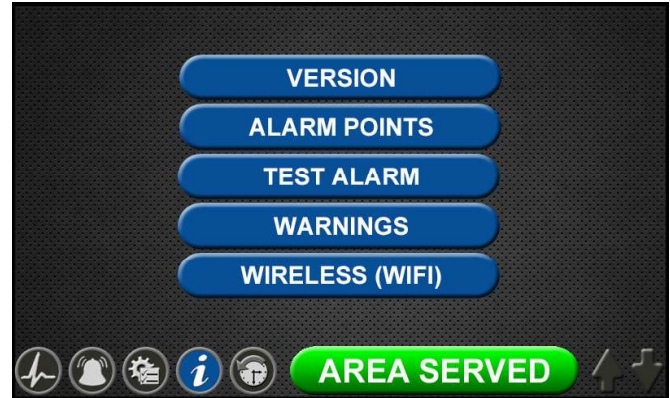 VERSION
ALARM POINTS
TEST ALARM
WARNINGS
WIRELESS (WIFI)
i
AREA SERVED